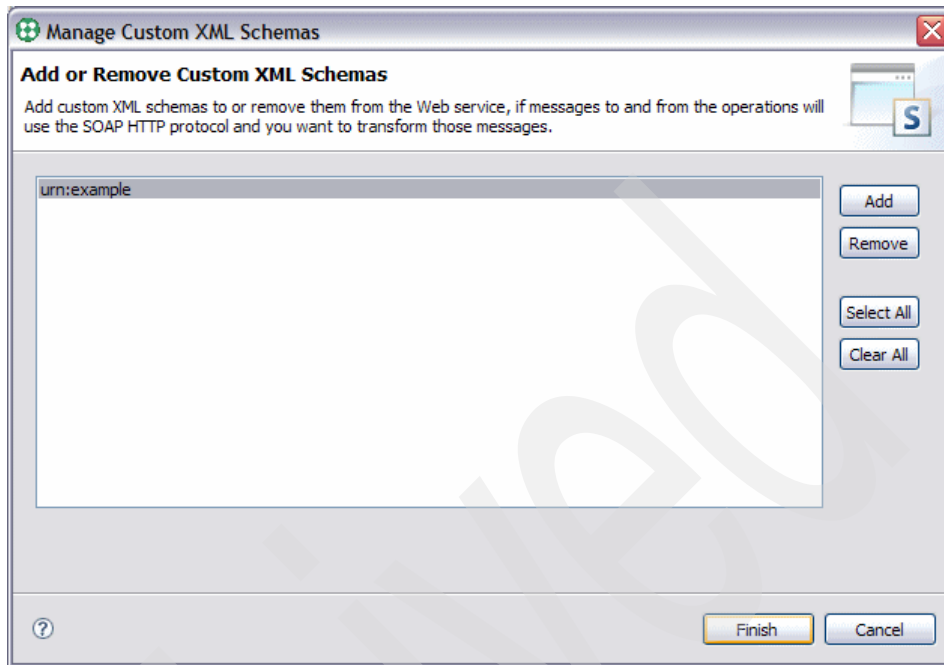 Manage Custom XML Schemas
Add or Remove Custom XML Schemas
Add custom XML schemas to or remove them from the Web service, if messages to and from the operations will
use the SOAP HTTP protocol and you want to transform those messages.
S
urn:example
Add
Remove
Select All
Clear All
ived
?
Finish
Cancel